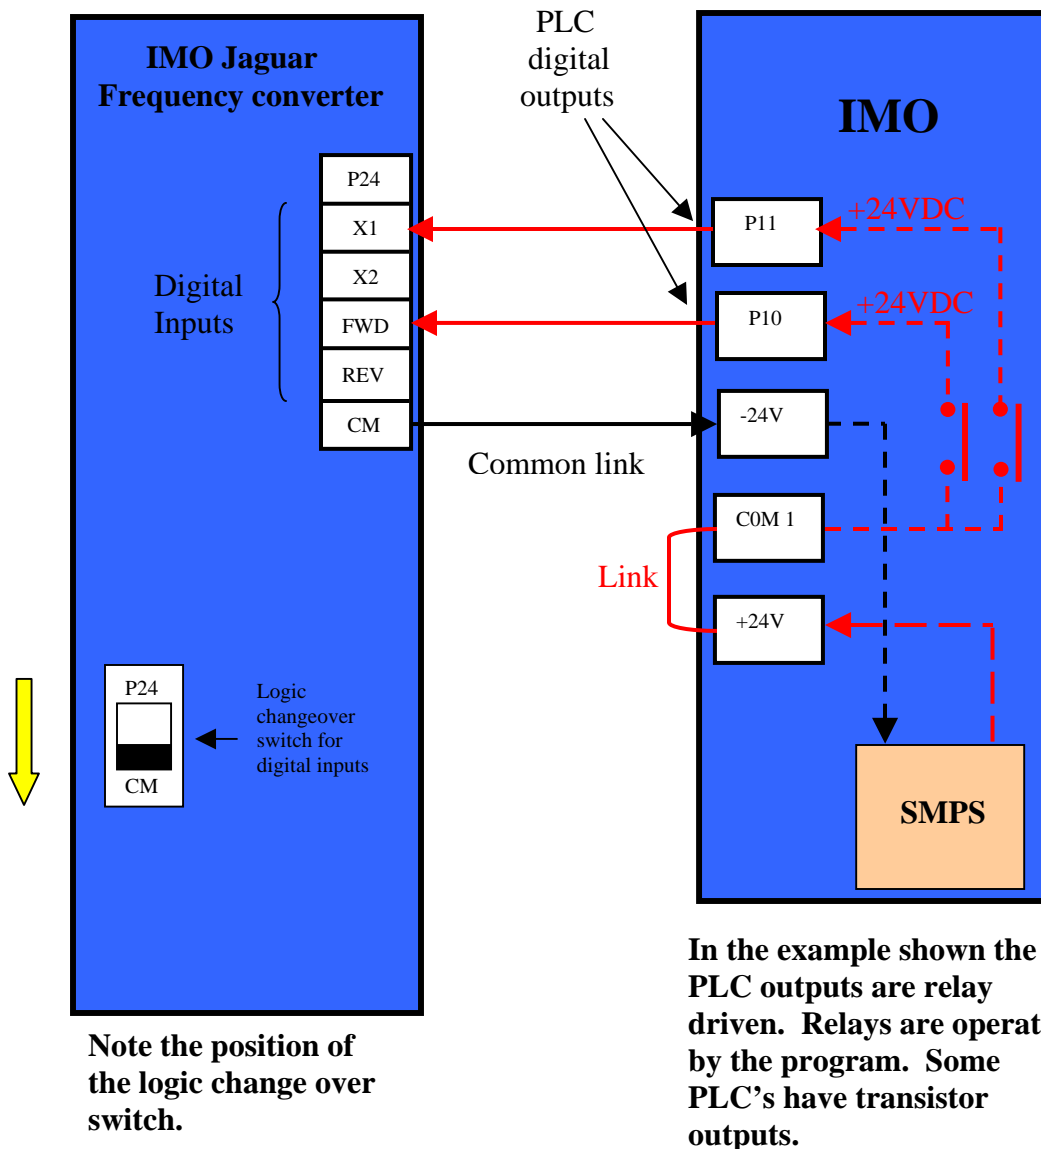 IMO Jaguar
Frequency converter
P24
X1
X2
FWD
REV
CM
Digital
Inputs
PLC
digital
outputs
IMO
P11
+24VDC
P10
+24VDC
-24V
Common link
C0M 1
Link
+24V
P24
CM
Logic
changeover
switch for
digital inputs
SMPS
Note the position of
the logic change over
switch.
In the example shown the
PLC outputs are relay
driven. Relays are operat
by the program. Some
PLC's have transistor
outputs.